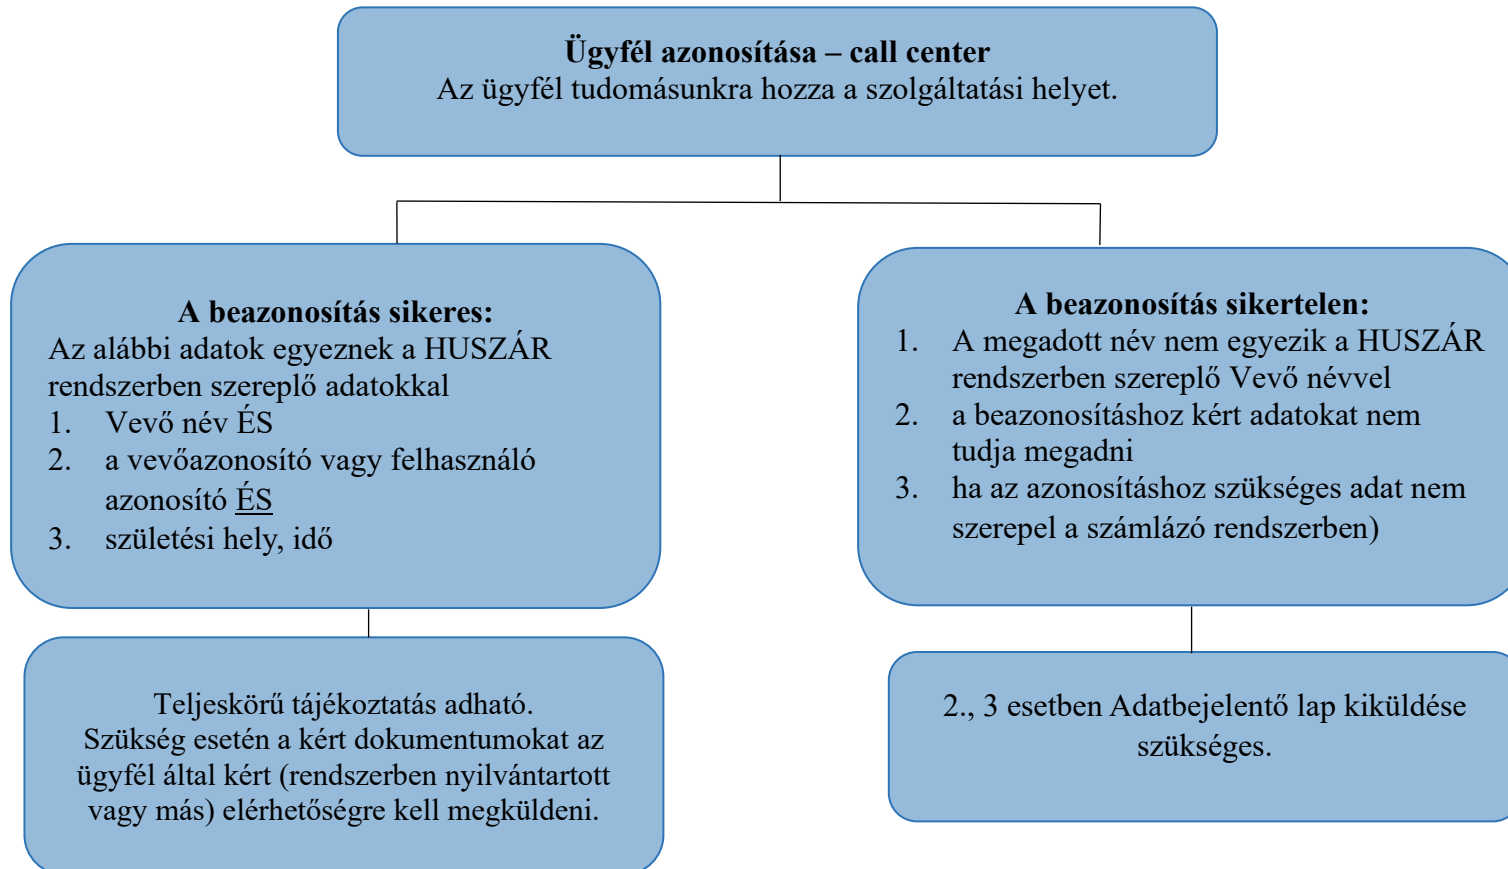 Ügyfél azonosítása – call center
Az ügyfél tudomásunkra hozza a szolgáltatási helyet.
A beazonosítás sikeres:
Az alábbi adatok egyeznek a HUSZÁR
rendszerben szereplő adatokkal
1. Vevő név ÉS
2. a vevőazonosító vagy felhasználó
azonosító ÉS
3. születési hely, idő
A beazonosítás sikertelen:
1. A megadott név nem egyezik a HUSZÁR
rendszerben szereplő Vevő névvel
2. a beazonosításhoz kért adatokat nem
tudja megadni
3. ha az azonosításhoz szükséges adat nem
szerepel a számlázó rendszerben)
Teljeskörű tájékoztatás adható.
Szükség esetén a kért dokumentumokat az
ügyfél által kért (rendszerben nyilvántartott
vagy más) elérhetőségre kell megküldeni.
2., 3 esetben Adatbejelentő lap kiküldése
szükséges.